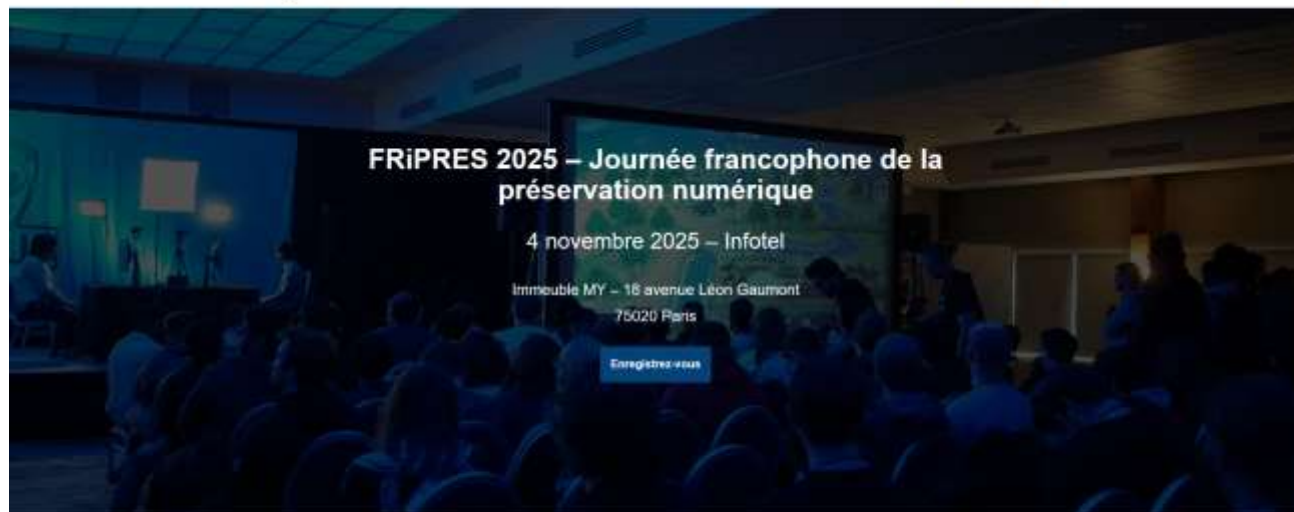 FRiPRES 2025 – Journée francophone de la
préservation numérique
4 novembre 2025 – Infotel
Immeuble MY – 18 avenue Léon Gaumont
75020 Paris
Enregistrez-vous